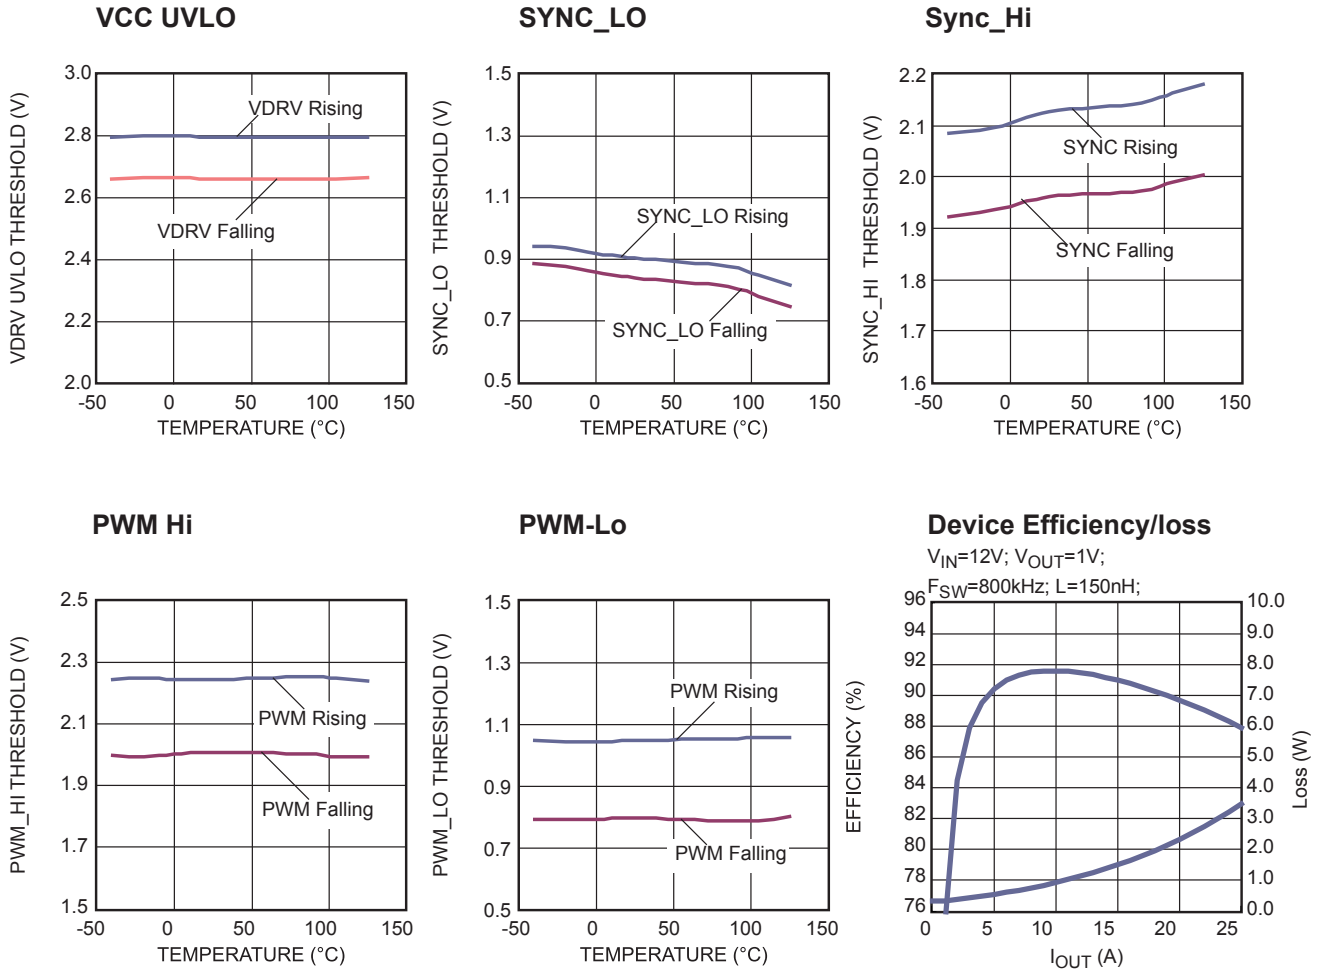 VCC UVLO
VDRV UVLO THRESHOLD (V)
3.0
2.8
2.6
2.4
2.2
2.0
VDRV Rising
VDRV Falling
-50 0 50 100 150
TEMPERATURE (°C)
SYNC_LO
SYNC_LO THRESHOLD (V)
1.5
1.3
1.1
0.9
0.7
0.5
SYNC_LO Rising
SYNC_LO Falling
-50 0 50 100 150
TEMPERATURE (°C)
Sync_Hi
SYNC_HI THRESHOLD (V)
2.2
2.1
2.0
1.9
1.8
1.7
1.6
SYNC Rising
SYNC Falling
-50 0 50 100 150
TEMPERATURE (°C)
PWM Hi
PWM_HI THRESHOLD (V)
2.5
2.3
2.1
1.9
1.7
1.5
PWM Rising
PWM Falling
-50 0 50 100 150
TEMPERATURE (°C)
PWM-Lo
PWM_LO THRESHOLD (V)
1.5
1.3
1.1
0.9
0.7
0.5
PWM Rising
PWM Falling
-50 0 50 100 150
TEMPERATURE (°C)
Device Efficiency/loss
VIN=12V; VOUT=1V;
FSW=800kHz; L=150nH;
EFFICIENCY (%)
96
94
92
90
88
86
84
82
80
78
76
10.0
9.0
8.0
7.0
6.0
5.0
4.0
3.0
2.0
1.0
0.0
Loss (W)
0 5 10 15 20 25
IOUT (A)